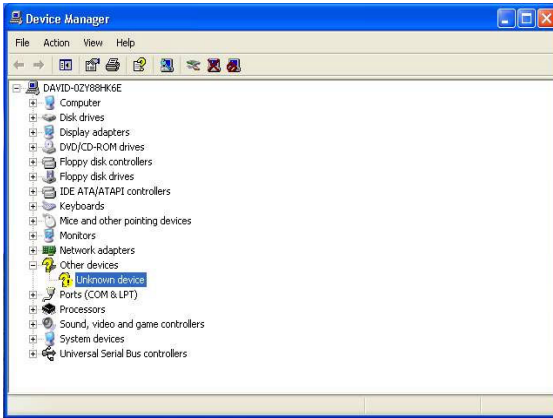 Device Manager
File Action View Help
DAVID-0ZY88HK6E
Computer
Disk drives
Display adapters
DVD/CD-ROM drives
Floppy disk controllers
Floppy disk drives
IDE ATA/ATAPI controllers
Keyboards
Mice and other pointing devices
Monitors
Network adapters
Other devices
Unknown device
Ports (COM & LPT)
Processors
Sound, video and game controllers
System devices
Universal Serial Bus controllers